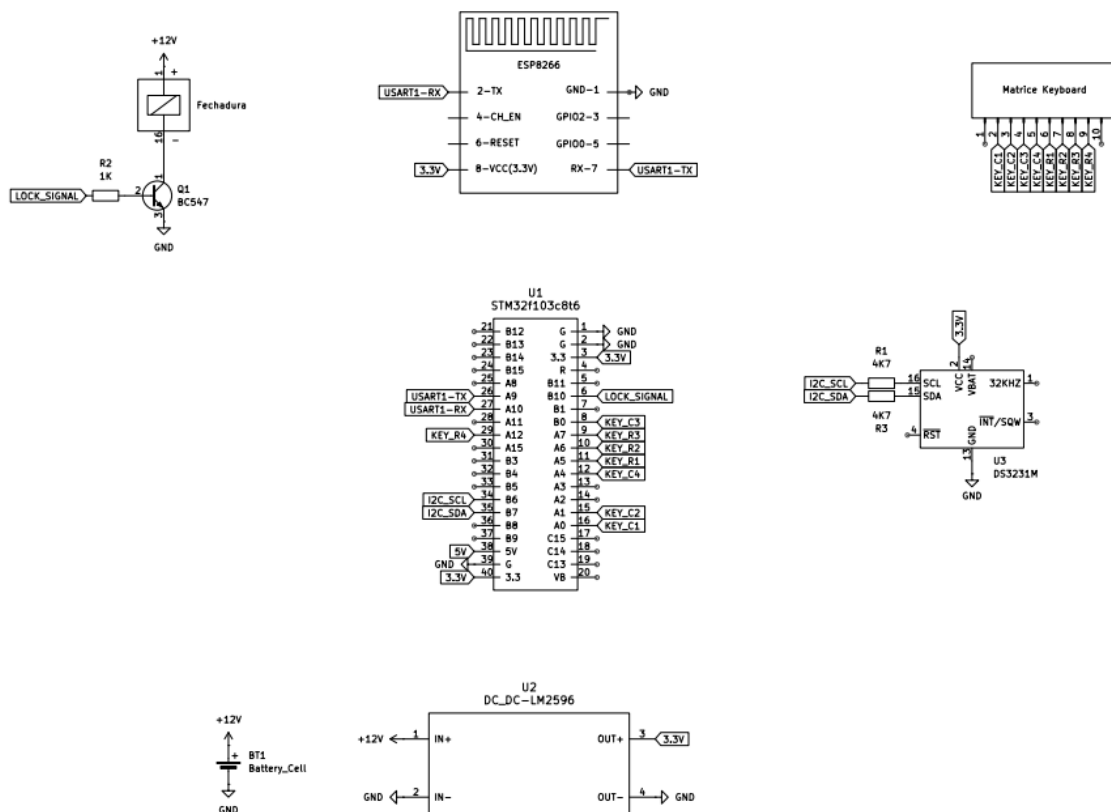 +12V
1
+
Fechadura
16
-
R2
1K
LOCK_SIGNAL
2
1
Q1
BC547
3
GND
ESP8266
USART1-RX
2-TX
GND-1
GND
4-CH_EN
GPIO2-3
6-RESET
GPIO0-5
3.3V
8-VCC(3.3V)
RX-7
USART1-TX
Matrice Keyboard
1 2 3 4 5 6 7 8 9 10
KEY_C1
KEY_C2
KEY_C3
KEY_C4
KEY_R1
KEY_R2
KEY_R3
KEY_R4
U1
STM32f103c8t6
21 B12 G 1 GND
22 B13 G 2 GND
23 B14 3.3 3 3.3V
24 B15 R 4
25 A8 B11 5
USART1-TX 26 A9 B10 6 LOCK_SIGNAL
USART1-RX 27 A10 B1 7
28 A11 B0 8 KEY_C3
KEY_R4 29 A12 A7 9 KEY_R3
30 A15 A6 10 KEY_R2
31 B3 A5 11 KEY_R1
32 B4 A4 12 KEY_C4
33 B5 A3 13
I2C_SCL 34 B6 A2 14
I2C_SDA 35 B7 A1 15 KEY_C2
36 B8 A0 16 KEY_C1
37 B9 C15 17
5V 38 5V C14 18
GND 39 G C13 19
3.3V 40 3.3 VB 20
3.3V
R1
4K7
2
14
I2C_SCL 16 SCL VCC VBAT 32KHZ 1
I2C_SDA 15 SDA
4K7
R3
4 RST
GND
INT/SQW 3
13
U3
DS3231M
GND
U2
DC_DC-LM2596
+12V
+
BT1
Battery_Cell
GND
+12V 1 IN+ OUT+ 3 3.3V
GND 2 IN- OUT- 4 GND